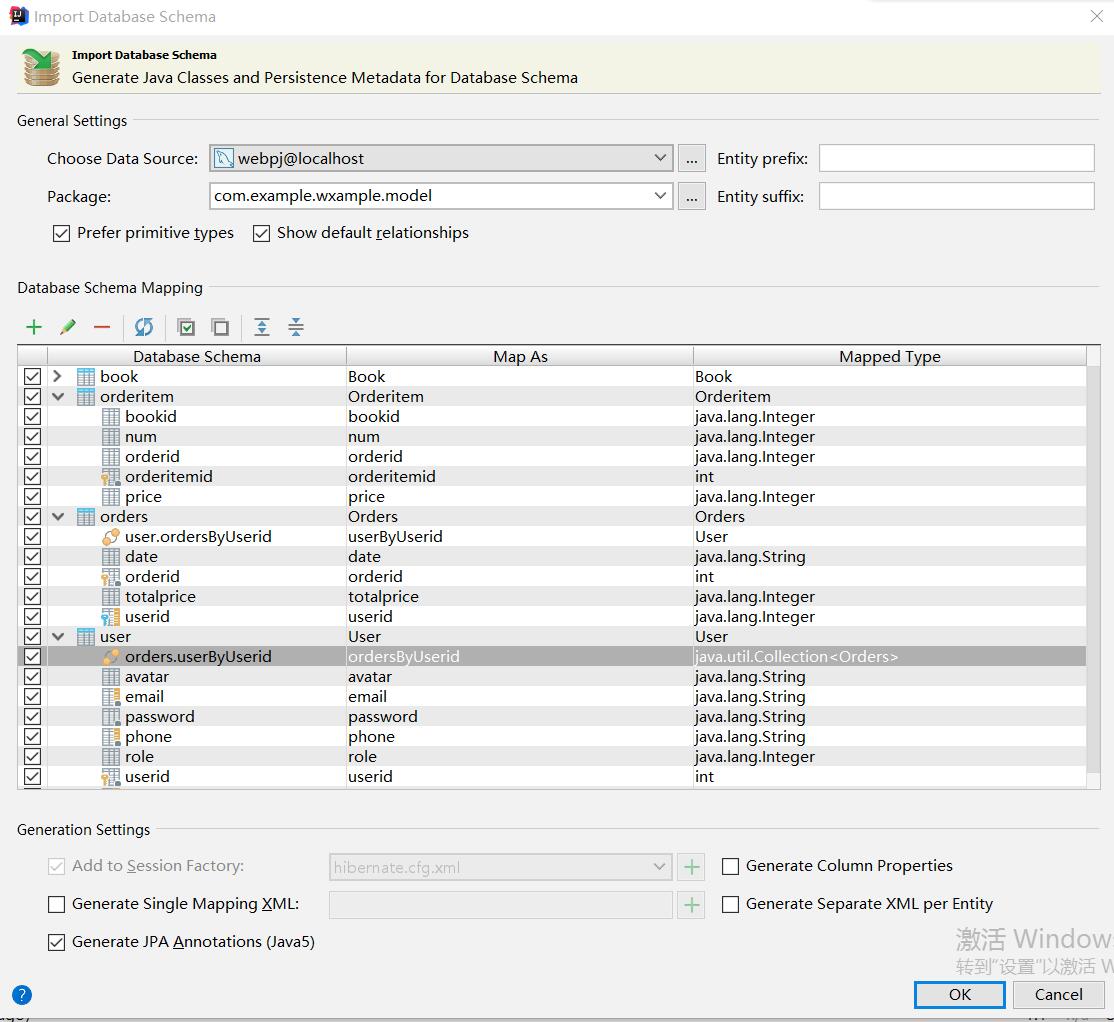 Import Database Schema
Import Database Schema
Generate Java Classes and Persistence Metadata for Database Schema
General Settings
Choose Data Source: webpj@localhost ... Entity prefix:
Package: com.example.wxample.model ... Entity suffix:
Prefer primitive types Show default relationships
Database Schema Mapping
Database Schema Map As Mapped Type
book Book Book
orderitem Orderitem Orderitem
bookid bookid java.lang.Integer
num num java.lang.Integer
orderid orderid java.lang.Integer
orderitemid orderitemid int
price price java.lang.Integer
orders Orders Orders
user.ordersByUserid userByUserid User
date date java.lang.String
orderid orderid int
totalprice totalprice java.lang.Integer
userid userid java.lang.Integer
user User User
orders.userByUserid ordersByUserid java.util.Collection<Orders>
avatar avatar java.lang.String
email email java.lang.String
password password java.lang.String
phone phone java.lang.String
role role java.lang.Integer
userid userid int
Generation Settings
Add to Session Factory: hibernate.cfg.xml Generate Column Properties
Generate Single Mapping XML: Generate Separate XML per Entity
Generate JPA Annotations (Java5)
激活 Windows
转到"设置"以激活 W
? OK Cancel